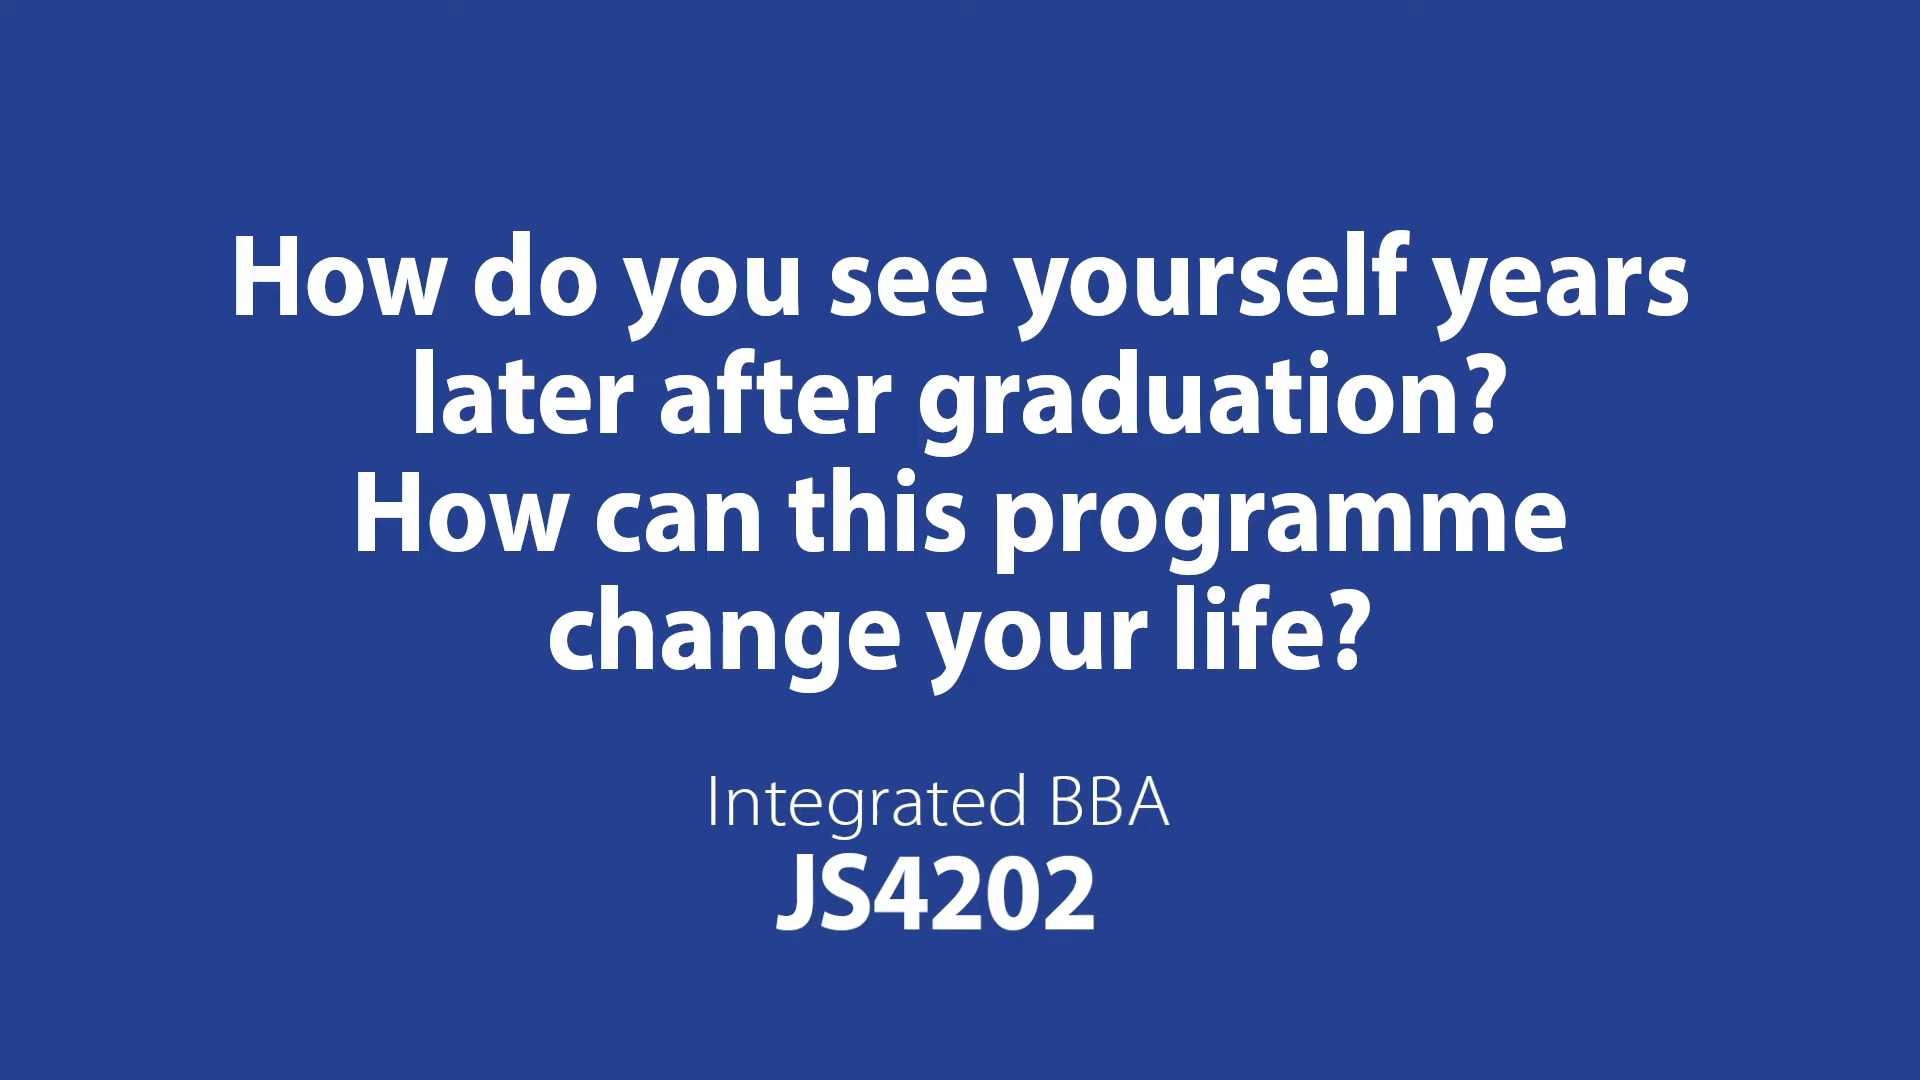 How do you see yourself years
later after graduation?
How can this programme
change your life?
Integrated BBA
JS4202